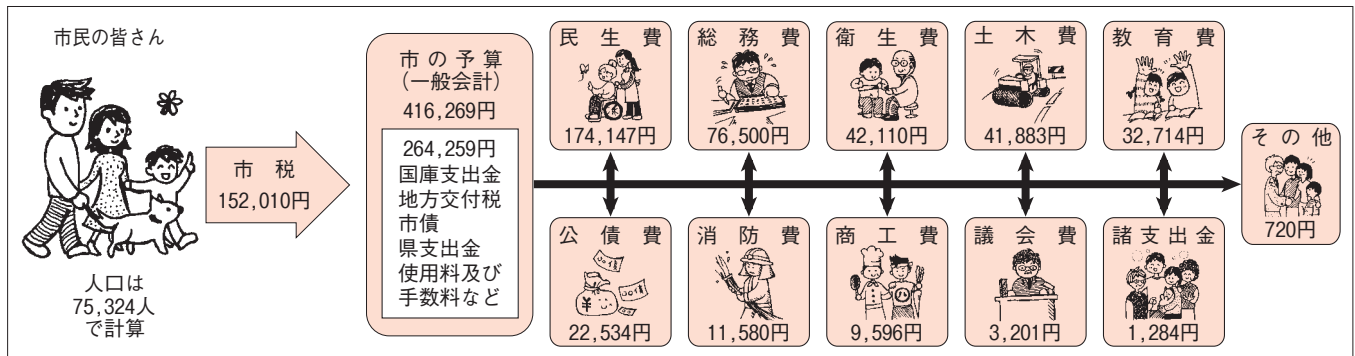 市民の皆さん
人口は
75,324人
で計算
市税
152,010円
市の予算
(一般会計)
416,269円
264,259円
国庫支出金
地方交付税
市債
県支出金
使用料及び
手数料など
民生費
174,147円
総務費
76,500円
衛生費
42,110円
土木費
41,883円
教育費
32,714円
公債費
22,534円
消防費
11,580円
商工費
9,596円
議会費
3,201円
諸支出金
1,284円
その他
720円